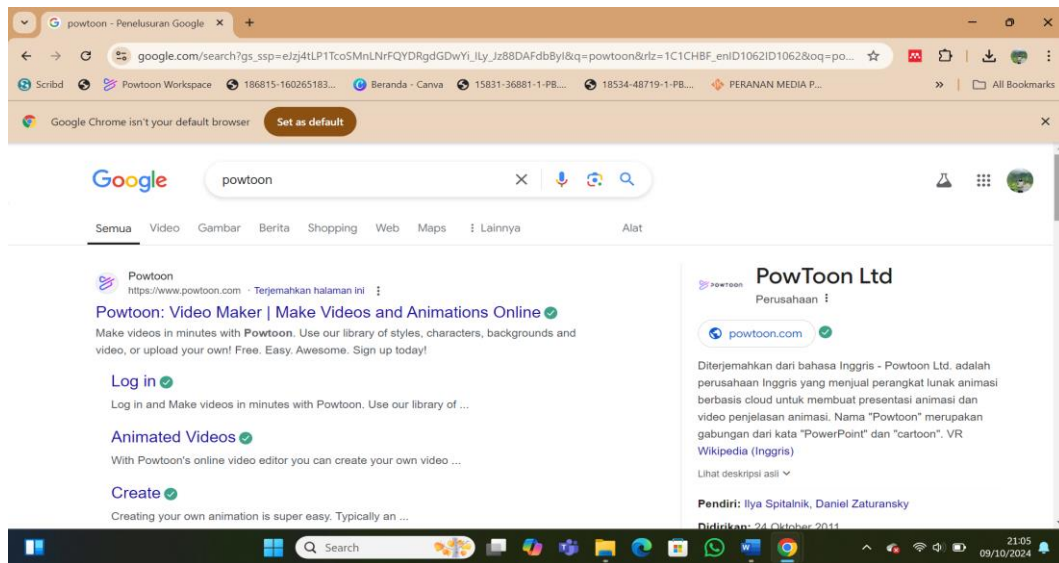 powtoon - Penelusuran Google
google.com/search?gs_ssp=eJzj4tLP1TcoSMnLNrFQYDRgdGDwYi_ILy_Jz88DAFdbByI&q=powtoon&rlz=1C1CHBF_enID1062ID1062&oq=po...
Scribd
Powtoon Workspace
186815-160265183...
Beranda - Canva
15831-36881-1-PB....
18534-48719-1-PB....
PERANAN MEDIA P...
All Bookmarks
Google Chrome isn't your default browser
Set as default
Google
powtoon
Semua Video Gambar Berita Shopping Web Maps Lainnya Alat
Powtoon
https://www.powtoon.com · Terjemahkan halaman ini
Powtoon: Video Maker | Make Videos and Animations Online
Make videos in minutes with Powtoon. Use our library of styles, characters, backgrounds and
video, or upload your own! Free. Easy. Awesome. Sign up today!
Log in
Log in and Make videos in minutes with Powtoon. Use our library of ...
Animated Videos
With Powtoon's online video editor you can create your own video ...
Create
Creating your own animation is super easy. Typically an ...
POWTOON
PowToon Ltd
Perusahaan
powtoon.com
Diterjemahkan dari bahasa Inggris - Powtoon Ltd. adalah
perusahaan Inggris yang menjual perangkat lunak animasi
berbasis cloud untuk membuat presentasi animasi dan
video penjelasan animasi. Nama "Powtoon" merupakan
gabungan dari kata "PowerPoint" dan "cartoon". VR
Wikipedia (Inggris)
Lihat deskripsi asli
Pendiri: Ilya Spitalnik, Daniel Zaturansky
Didirikan: 24 Oktober 2011
Search
21:05
09/10/2024